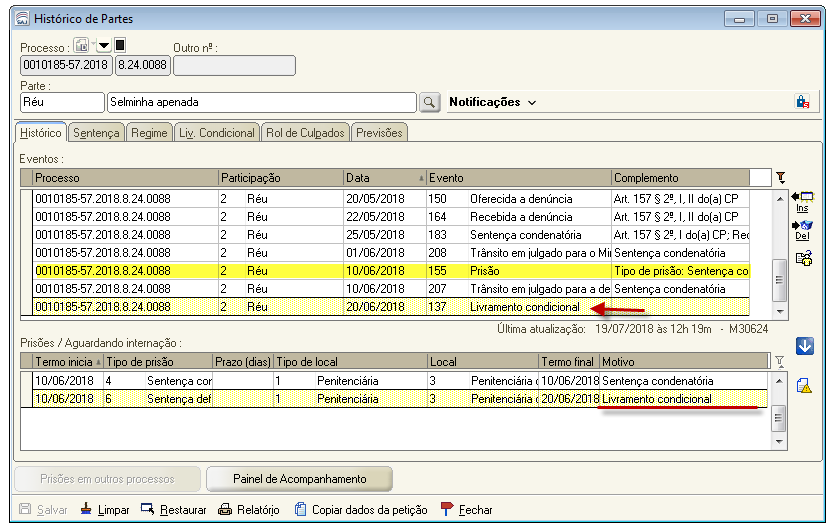 Histórico de Partes
Processo : Outro nº :
0010185-57.2018 8.24.0088
Parte :
Réu Selminha apenada Notificações
Histórico Sentença Regime Liv. Condicional Rol de Culpados Previsões
Eventos :
Processo Participação Data Evento Complemento
0010185-57.2018.8.24.0088 2 Réu 20/05/2018 150 Oferecida a denúncia Art. 157 § 2º, I, II do(a) CP
0010185-57.2018.8.24.0088 2 Réu 22/05/2018 164 Recebida a denúncia Art. 157 § 2º, I, II do(a) CP
0010185-57.2018.8.24.0088 2 Réu 25/05/2018 183 Sentença condenatória Art. 157 § 2º, I do(a) CP; Rec
0010185-57.2018.8.24.0088 2 Réu 01/06/2018 208 Trânsito em julgado para o Mi Sentença condenatória
0010185-57.2018.8.24.0088 2 Réu 10/06/2018 155 Prisão Tipo de prisão: Sentença co
0010185-57.2018.8.24.0088 2 Réu 10/06/2018 207 Trânsito em julgado para a de Sentença condenatória
0010185-57.2018.8.24.0088 2 Réu 20/06/2018 137 Livramento condicional
Ins
Del
Última atualização: 19/07/2018 às 12h 19m - M30624
Prisões / Aguardando internação :
Termo inicia Tipo de prisão Prazo (dias) Tipo de local Local Termo final Motivo
10/06/2018 4 Sentença cor 1 Penitenciária 3 Penitenciária c 10/06/2018 Sentença condenatória
10/06/2018 6 Sentença def 1 Penitenciária 3 Penitenciária c 20/06/2018 Livramento condicional
Prisões em outros processos Painel de Acompanhamento
Salvar Limpar Restaurar Relatório Copiar dados da petição Fechar